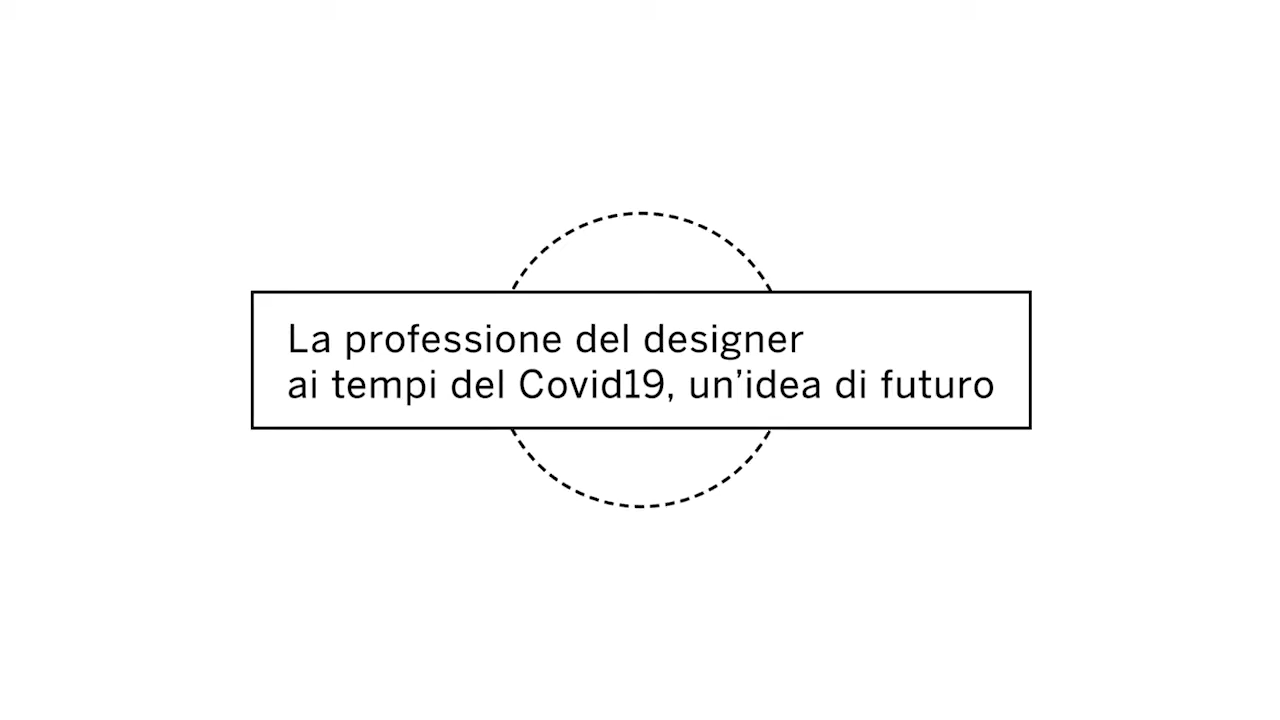 La professione del designer
ai tempi del Covid19, un’idea di futuro